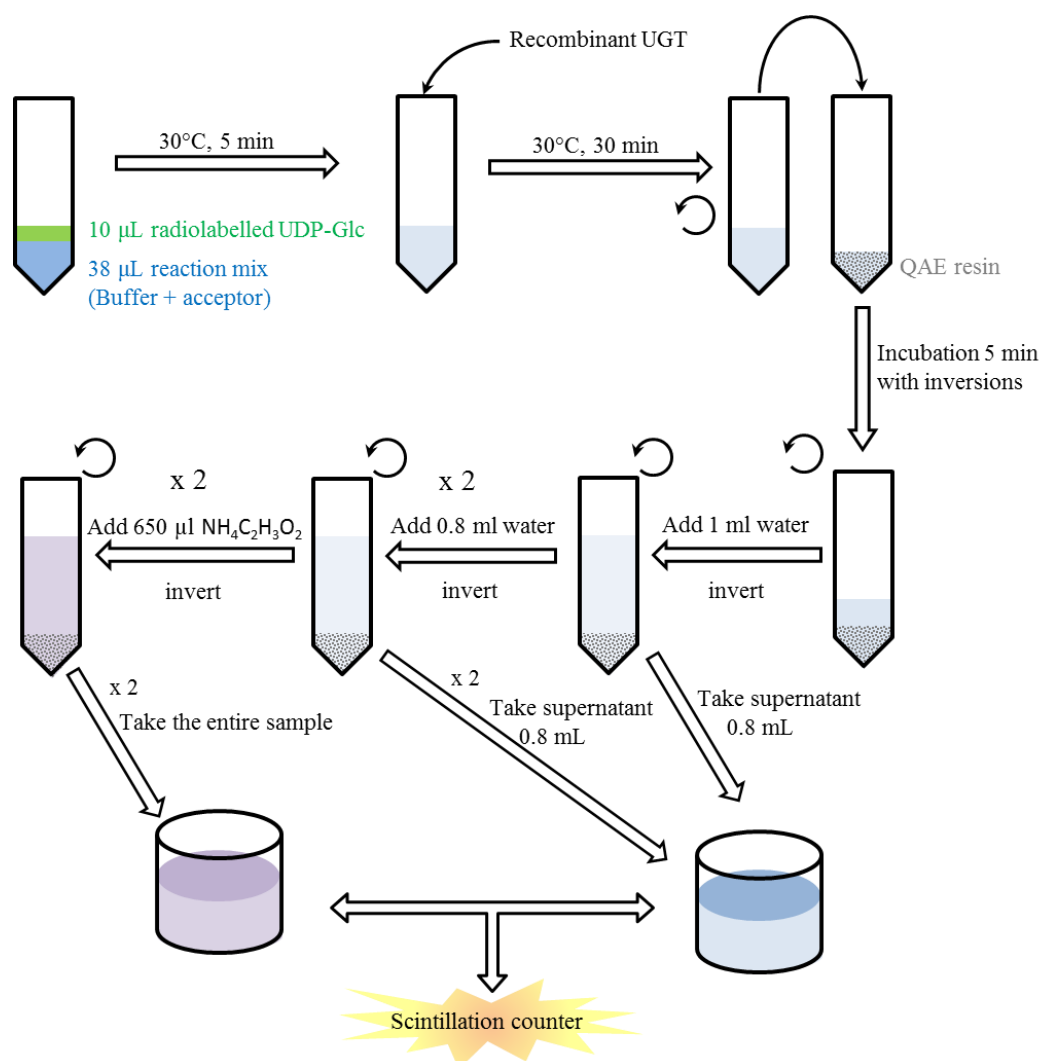 Recombinant UGT
30°C, 5 min
30°C, 30 min
10 µL radiolabelled UDP-Glc
38 µL reaction mix
(Buffer + acceptor)
QAE resin
Incubation 5 min
with inversions
x 2
Add 650 µl NH₄C₂H₃O₂
invert
x 2
Add 0.8 ml water
invert
Add 1 ml water
invert
x 2
Take the entire sample
x 2
Take supernatant
0.8 mL
Take supernatant
0.8 mL
Scintillation counter